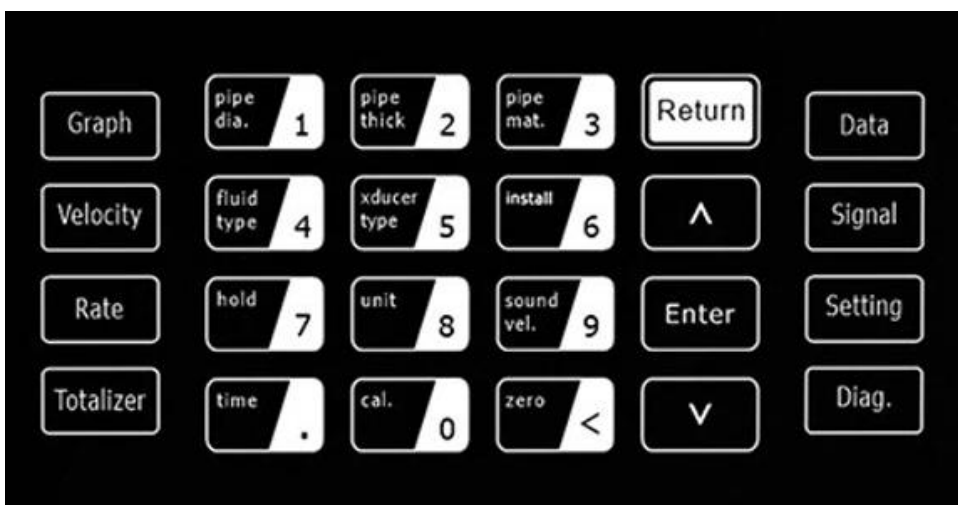 Graph
pipe dia. 1
pipe thick 2
pipe mat. 3
Return
Data
Velocity
fluid type 4
xducer type 5
install 6
^
Signal
Rate
hold 7
unit 8
sound vel. 9
Enter
Setting
Totalizer
time .
cal. 0
zero <
v
Diag.